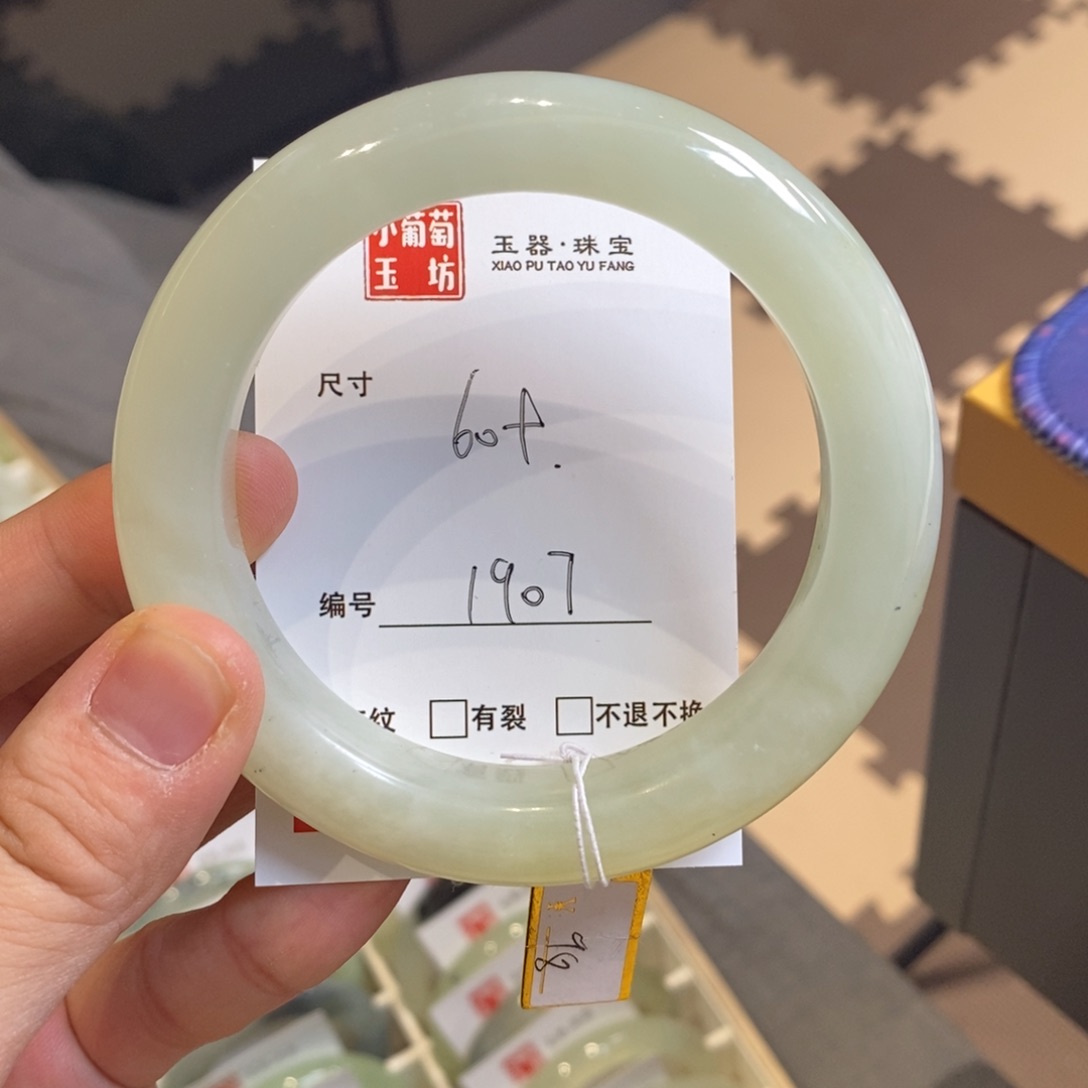 小葡萄
玉坊
玉器·珠宝
XIAO PU TAO YU FANG
尺寸
60+.
编号 1907
纹 □有裂 □不退不换
98